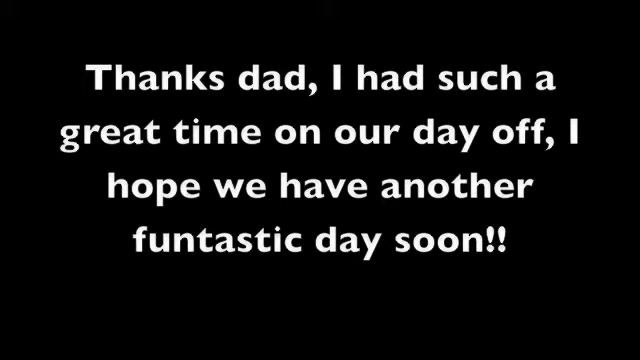 Thanks dad, I had such a
great time on our day off, I
hope we have another
funtastic day soon!!